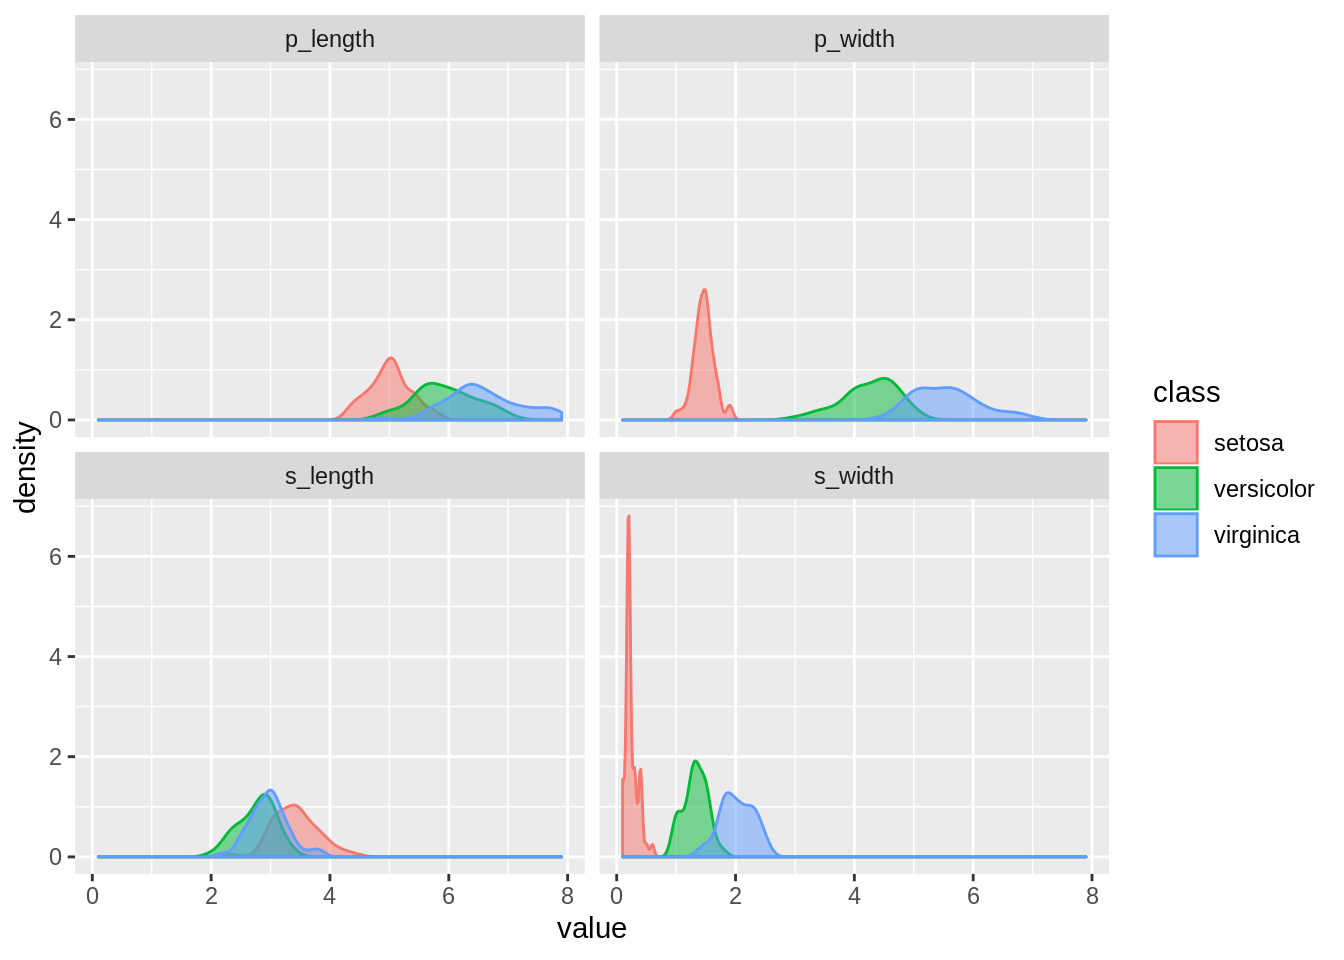 p_length
p_width
6
4
2
0
s_length
s_width
6
4
2
0
0 2 4 6 8
0 2 4 6 8
value
density
class
setosa
versicolor
virginica